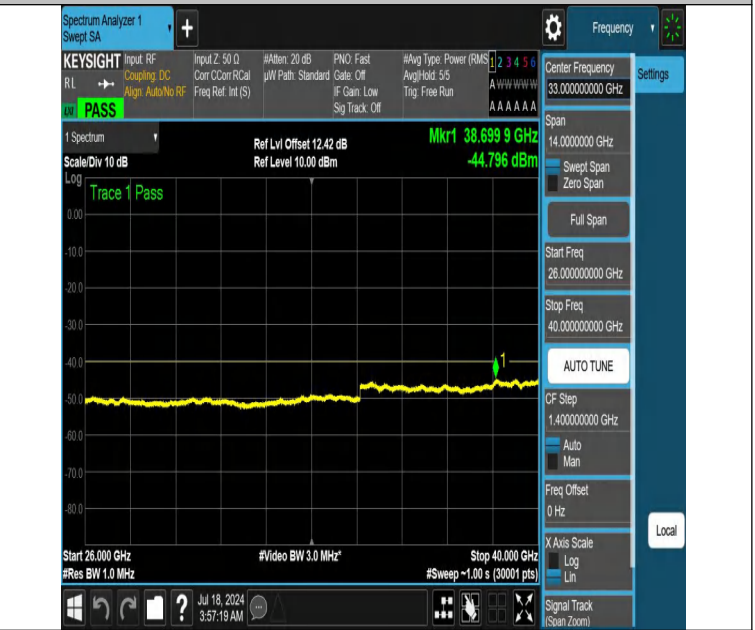 Spectrum Analyzer 1
Swept SA
+
Frequency
KEYSIGHT
RL
PASS
Input: RF
Coupling: DC
Align: Auto/No RF
Input Z: 50 Ω
Corr CCorr RCal
Freq Ref: Int (S)
#Atten: 20 dB
µW Path: Standard
PNO: Fast
Gate: Off
IF Gain: Low
Sig Track: Off
#Avg Type: Power (RMS
Avg|Hold: 5/5
Trig: Free Run
1 2 3 4 5 6
A W W W W W
A A A A A A
1 Spectrum
Scale/Div 10 dB
Ref Lvl Offset 12.42 dB
Ref Level 10.00 dBm
Mkr1 38.699 9 GHz
-44.796 dBm
Log
Trace 1 Pass
0.00
-10.0
-20.0
-30.0
-40.0
-50.0
-60.0
-70.0
-80.0
1
Start 26.000 GHz
#Res BW 1.0 MHz
#Video BW 3.0 MHz*
Stop 40.000 GHz
#Sweep ~1.00 s (30001 pts)
Center Frequency
33.000000000 GHz
Settings
Span
14.0000000 GHz
Swept Span
Zero Span
Full Span
Start Freq
26.000000000 GHz
Stop Freq
40.000000000 GHz
AUTO TUNE
CF Step
1.400000000 GHz
Auto
Man
Freq Offset
0 Hz
X Axis Scale
Log
Lin
Signal Track
(Span Zoom)
Local
?
Jul 18, 2024
3:57:19 AM